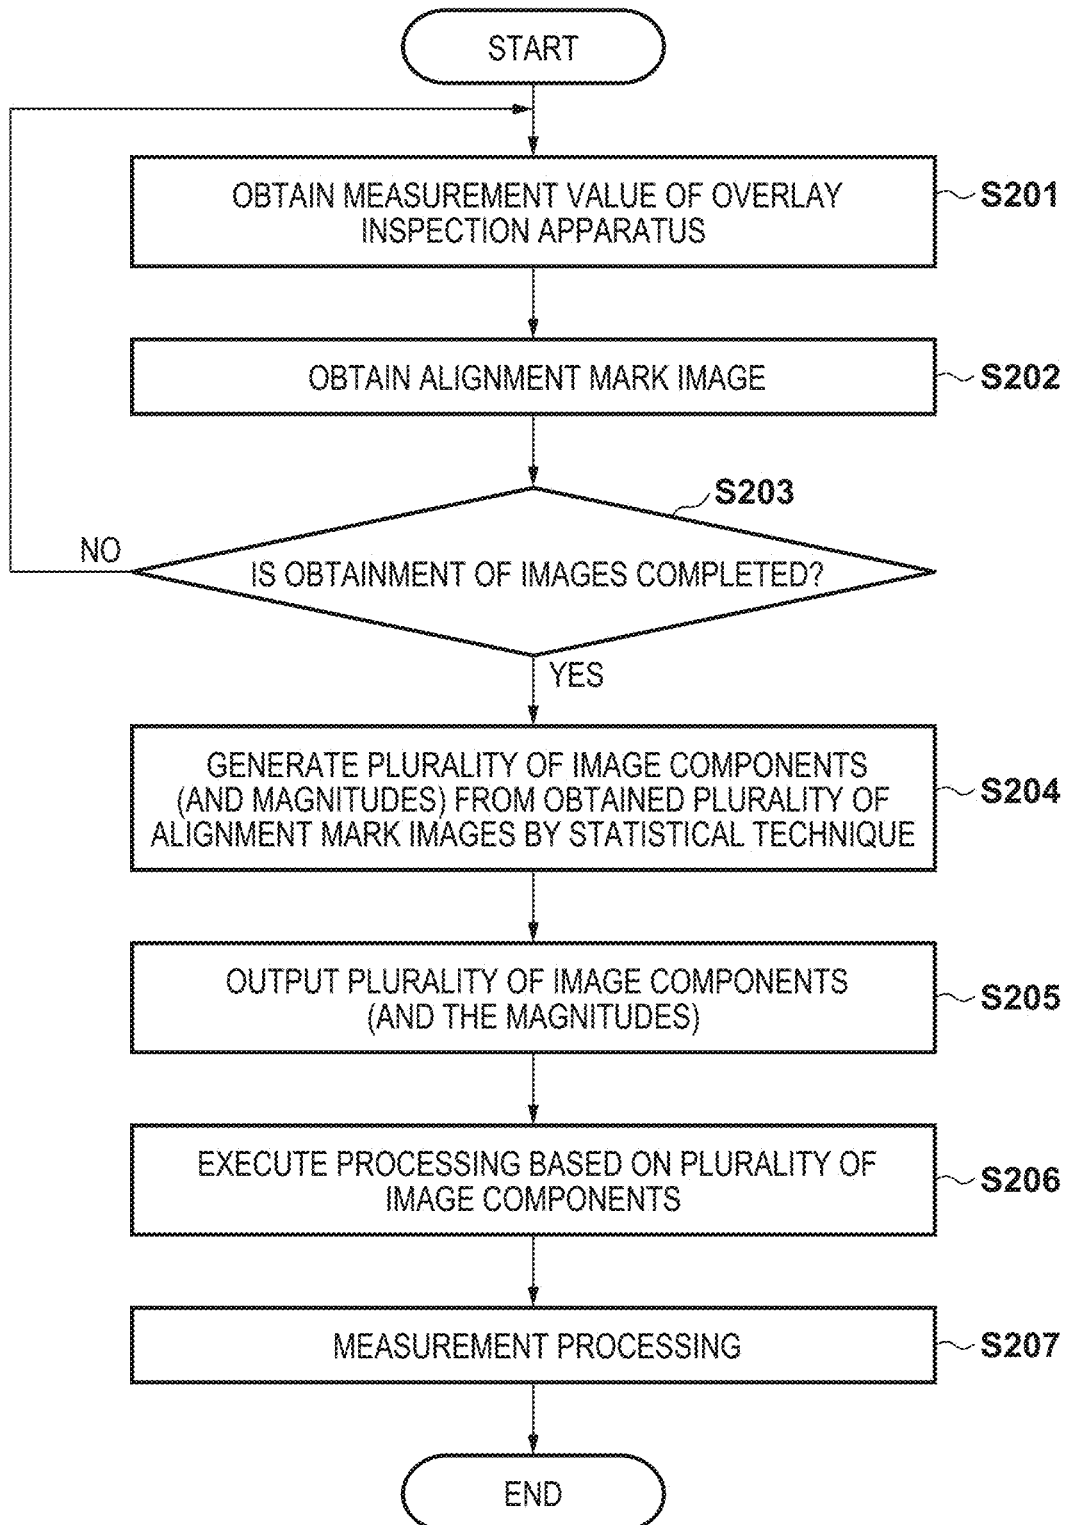 START
OBTAIN MEASUREMENT VALUE OF OVERLAY
INSPECTION APPARATUS
S201
OBTAIN ALIGNMENT MARK IMAGE
S202
S203
NO
IS OBTAINMENT OF IMAGES COMPLETED?
YES
GENERATE PLURALITY OF IMAGE COMPONENTS
(AND MAGNITUDES) FROM OBTAINED PLURALITY OF
ALIGNMENT MARK IMAGES BY STATISTICAL TECHNIQUE
S204
OUTPUT PLURALITY OF IMAGE COMPONENTS
(AND THE MAGNITUDES)
S205
EXECUTE PROCESSING BASED ON PLURALITY OF
IMAGE COMPONENTS
S206
MEASUREMENT PROCESSING
S207
END